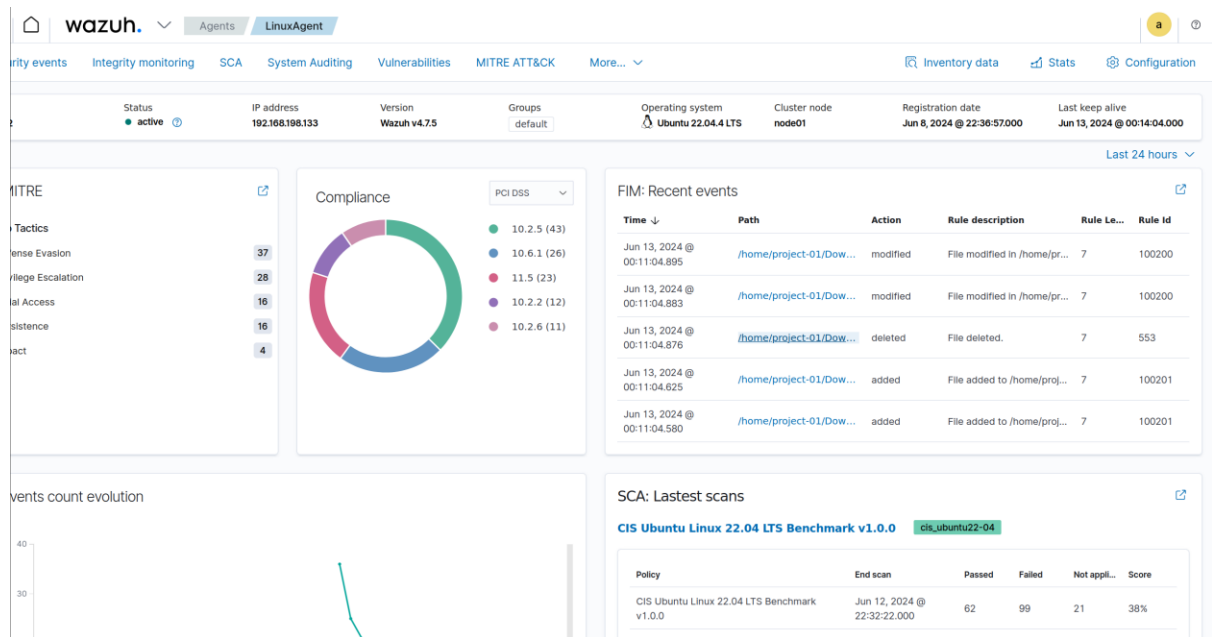 wazuh. Agents LinuxAgent a
rity events Integrity monitoring SCA System Auditing Vulnerabilities MITRE ATT&CK More... Inventory data Stats Configuration
Status IP address Version Groups Operating system Cluster node Registration date Last keep alive
active 192.168.198.133 Wazuh v4.7.5 default Ubuntu 22.04.4 LTS node01 Jun 8, 2024 @ 22:36:57.000 Jun 13, 2024 @ 00:14:04.000
Last 24 hours
MITRE
Tactics
ense Evasion 37
vilege Escalation 28
ial Access 16
sistence 16
act 4
Compliance PCI DSS
10.2.5 (43)
10.6.1 (26)
11.5 (23)
10.2.2 (12)
10.2.6 (11)
FIM: Recent events
Time Path Action Rule description Rule Le... Rule Id
Jun 13, 2024 @
00:11:04.895 /home/project-01/Dow... modified File modified in /home/pr... 7 100200
Jun 13, 2024 @
00:11:04.883 /home/project-01/Dow... modified File modified in /home/pr... 7 100200
Jun 13, 2024 @
00:11:04.876 /home/project-01/Dow... deleted File deleted. 7 553
Jun 13, 2024 @
00:11:04.625 /home/project-01/Dow... added File added to /home/proj... 7 100201
Jun 13, 2024 @
00:11:04.580 /home/project-01/Dow... added File added to /home/proj... 7 100201
vents count evolution
40
30
SCA: Lastest scans
CIS Ubuntu Linux 22.04 LTS Benchmark v1.0.0 cis_ubuntu22-04
Policy End scan Passed Failed Not appli... Score
CIS Ubuntu Linux 22.04 LTS Benchmark Jun 12, 2024 @
v1.0.0 22:32:22.000 62 99 21 38%